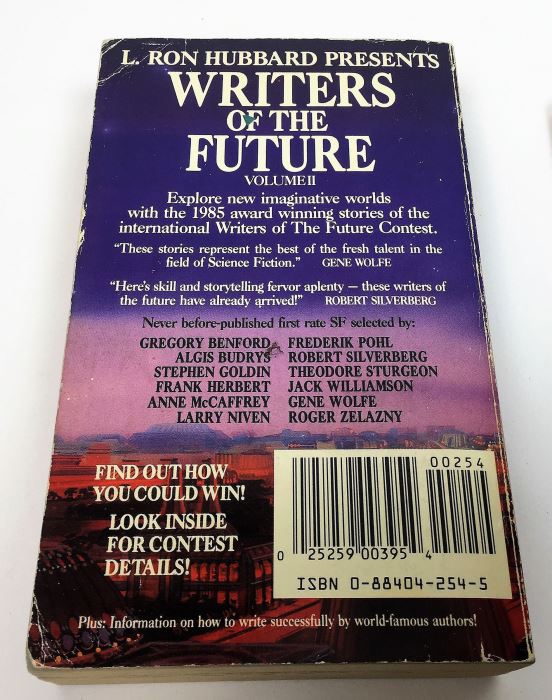 L. RON HUBBARD PRESENTS
WRITERS
OF THE
FUTURE
VOLUME II
Explore new imaginative worlds
with the 1985 award winning stories of the
international Writers of The Future Contest.
“These stories represent the best of the fresh talent in the
field of Science Fiction.” GENE WOLFE
“Here’s skill and storytelling fervor aplenty — these writers of
the future have already arrived!” ROBERT SILVERBERG
Never before-published first rate SF selected by:
GREGORY BENFORD FREDERIK POHL
ALGIS BUDRYS ROBERT SILVERBERG
STEPHEN GOLDIN THEODORE STURGEON
FRANK HERBERT JACK WILLIAMSON
ANNE McCAFFREY GENE WOLFE
LARRY NIVEN ROGER ZELAZNY
FIND OUT HOW
YOU COULD WIN!
LOOK INSIDE
FOR CONTEST
DETAILS!
00254
0 25259 00395 4
ISBN 0-88404-254-5
Plus: Information on how to write successfully by world-famous authors!